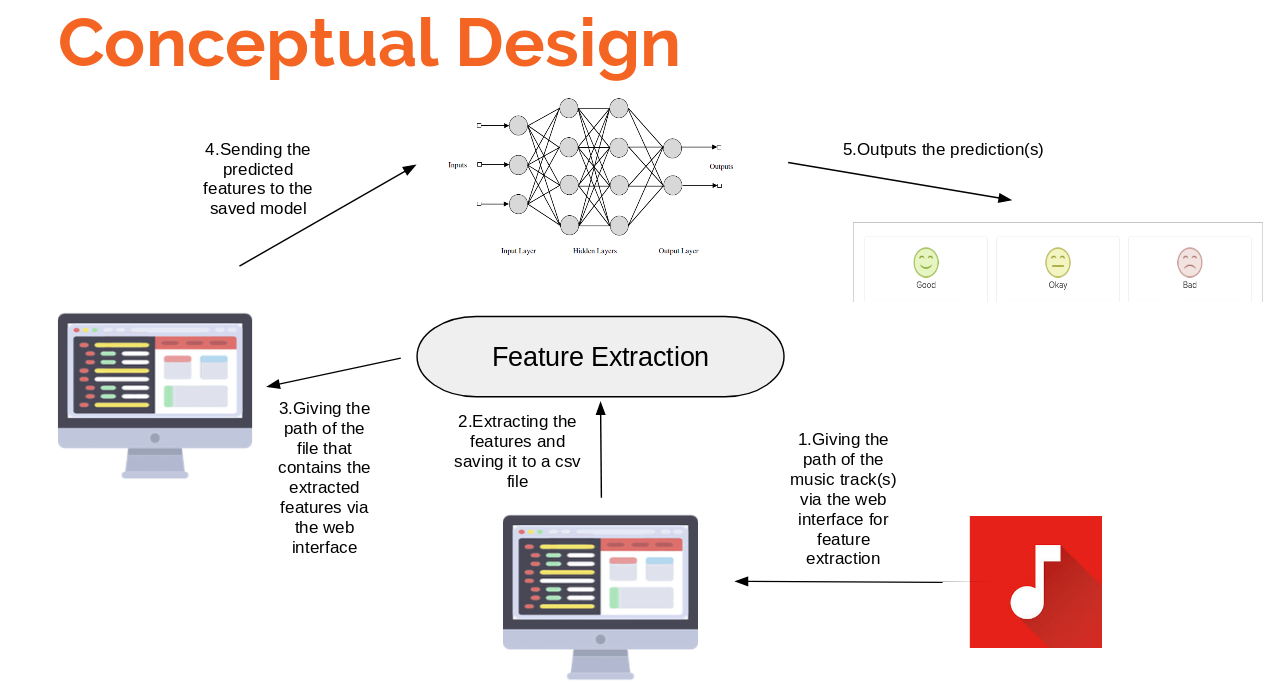 Conceptual Design
4.Sending the
predicted
features to the
saved model
Inputs
Outputs
Input Layer
Hidden Layers
Output Layer
5.Outputs the prediction(s)
Good
Okay
Bad
Feature Extraction
3.Giving the
path of the
file that
contains the
extracted
features via
the web
interface
2.Extracting the
features and
saving it to a csv
file
1.Giving the
path of the
music track(s)
via the web
interface for
feature
extraction